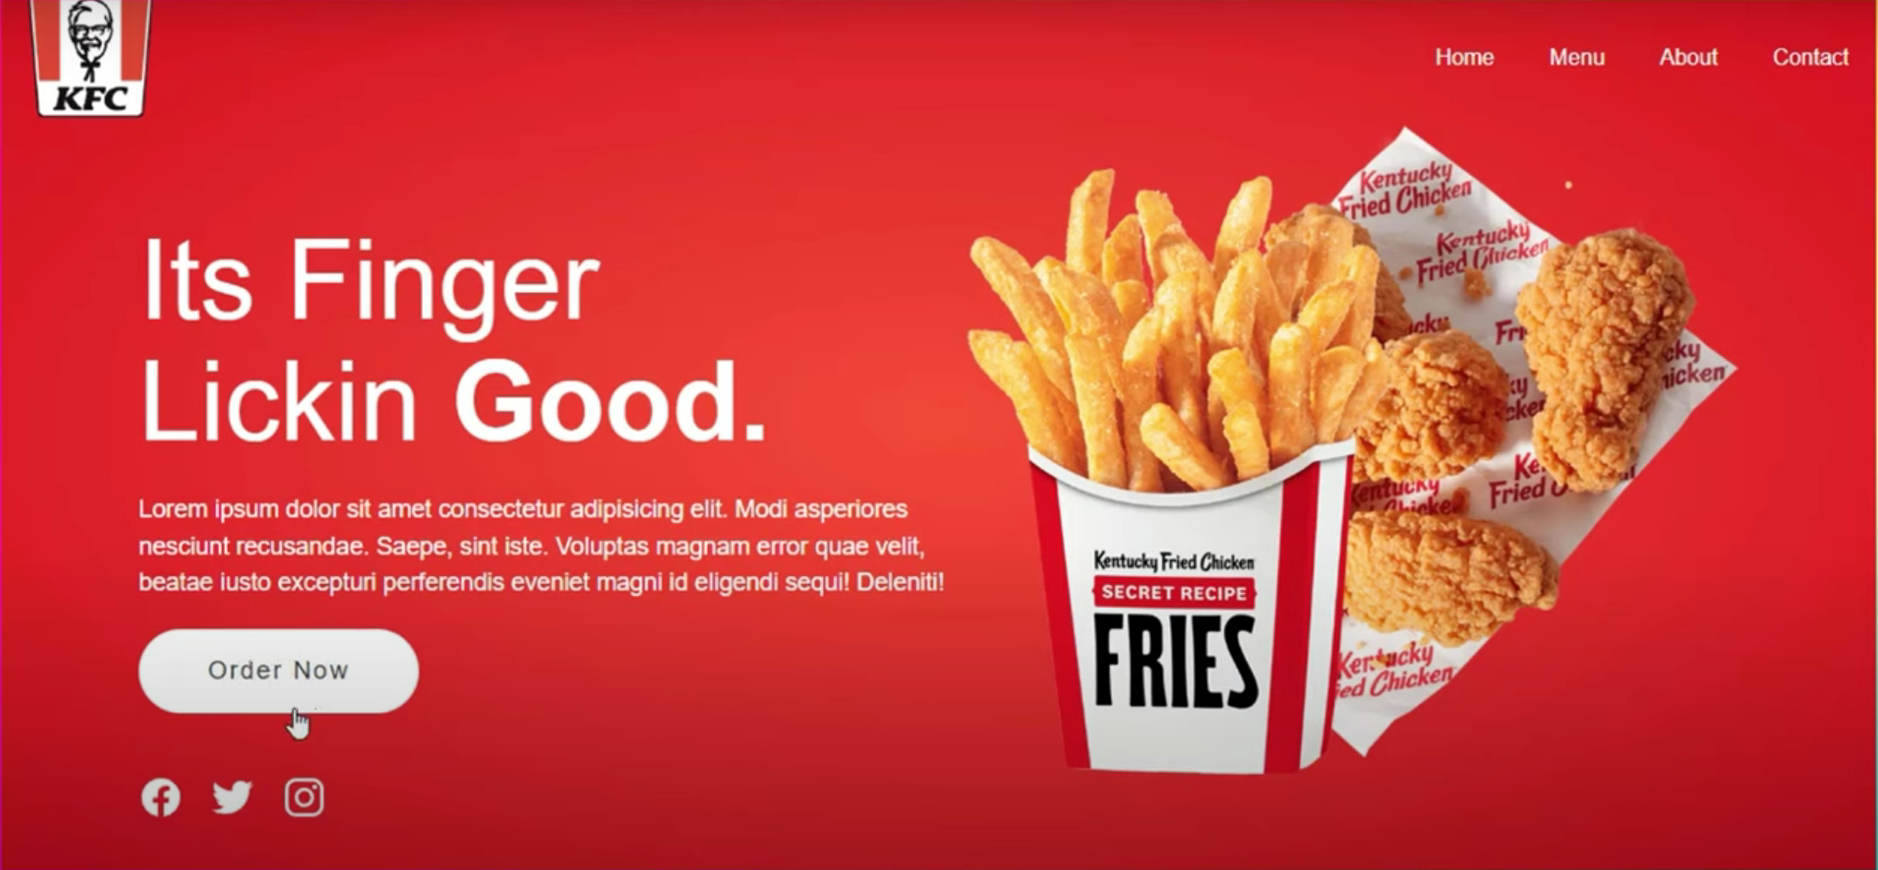 KFC
Home Menu About Contact
Its Finger
Lickin Good.
Lorem ipsum dolor sit amet consectetur adipisicing elit. Modi asperiores
nesciunt recusandae. Saepe, sint iste. Voluptas magnam error quae velit,
beatae iusto excepturi perferendis eveniet magni id eligendi sequi! Deleniti!
Order Now
Kentucky
Fried Chicken
Kentucky
Fried Chicken
Kentucky Fried Chicken
SECRET RECIPE
FRIES
Kentucky
Chicken